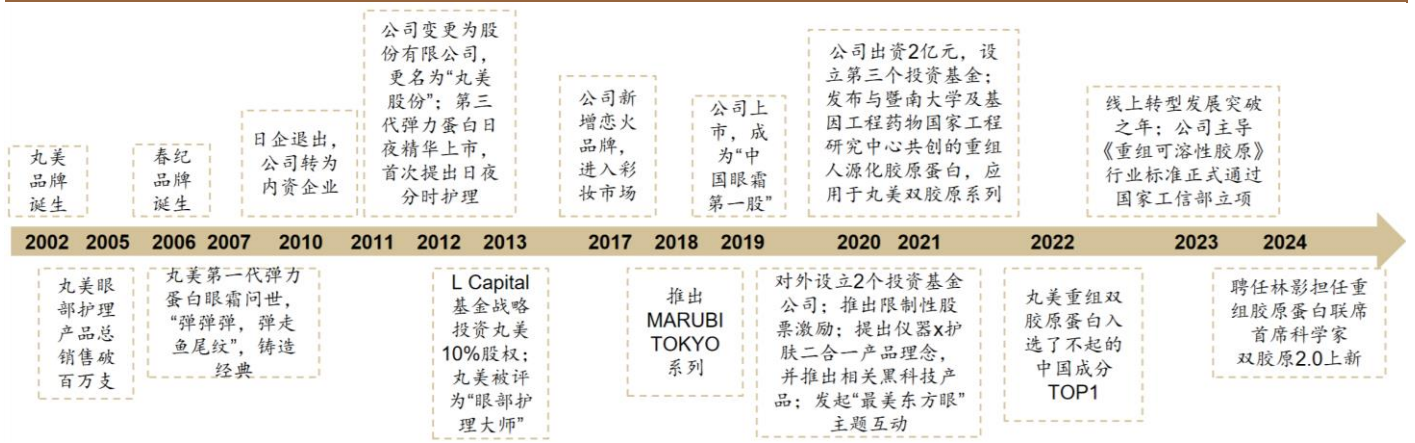 丸美
品牌
诞生
春纪
品牌
诞生
日企退出，
公司转为
内资企业
公司变更为股
份有限公司，
更名为“丸美
股份”；第三
代弹力蛋白日
夜精华上市，
首次提出日夜
分时护理
公司新
增恋火
品牌，
进入彩
妆市场
公司上
市，成
为“中
国眼霜
第一股”
公司出资2亿元，设
立第三个投资基金；
发布与暨南大学及基
因工程药物国家工程
研究中心共创的重组
人源化胶原蛋白，应
用于丸美双胶原系列
线上转型发展突破
之年；公司主导
《重组可溶性胶原》
行业标准正式通过
国家工信部立项
2002 2005 2006 2007 2010 2011 2012 2013 2017 2018 2019 2020 2021 2022 2023 2024
丸美眼
部护理
产品总
销售破
百万支
丸美第一代弹力
蛋白眼霜问世，
“弹弹弹，弹走
鱼尾纹”，铸造
经典
L Capital
基金战略
投资丸美
10%股权；
丸美被评
为“眼部护
理大师”
推出
MARUBI
TOKYO
系列
对外设立2个投资基金
公司；推出限制性股
票激励；提出仪器x护
肤二合一产品理念，
并推出相关黑科技产
品；发起“最美东方眼”
主题互动
丸美重组双
胶原蛋白入
选了不起的
中国成分
TOP1
聘任林影担任重
组胶原蛋白联席
首席科学家
双胶原2.0上新